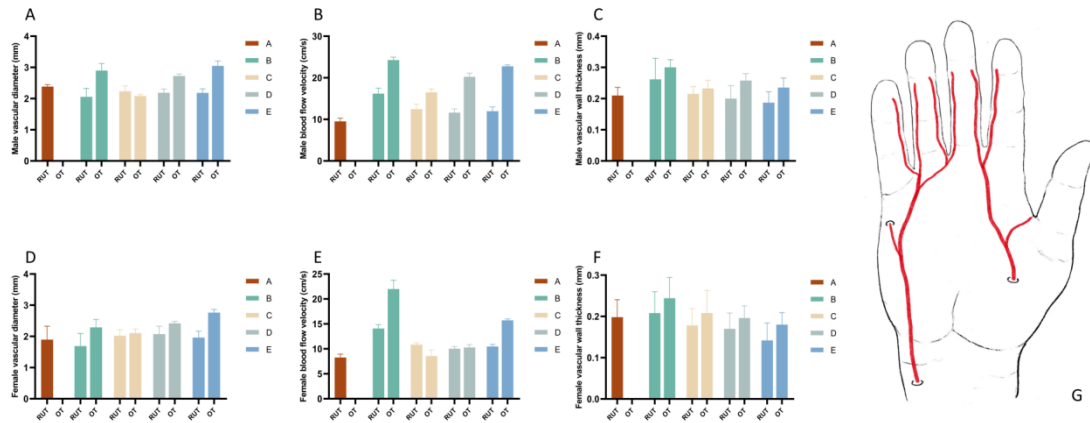 A
Male vascular diameter (mm)
4
3
2
1
0
RUT OT RUT OT RUT OT RUT OT RUT OT
A
B
C
D
E
B
Male blood flow velocity (cm/s)
30
20
10
0
RUT OT RUT OT RUT OT RUT OT RUT OT
A
B
C
D
E
C
Male vascular wall thickness (mm)
0.4
0.3
0.2
0.1
0.0
RUT OT RUT OT RUT OT RUT OT RUT OT
A
B
C
D
E
D
Female vascular diameter (mm)
4
3
2
1
0
RUT OT RUT OT RUT OT RUT OT RUT OT
A
B
C
D
E
E
Female blood flow velocity (cm/s)
25
20
15
10
5
0
RUT OT RUT OT RUT OT RUT OT RUT OT
A
B
C
D
E
F
Female vascular wall thickness (mm)
0.3
0.2
0.1
0.0
RUT OT RUT OT RUT OT RUT OT RUT OT
A
B
C
D
E
G